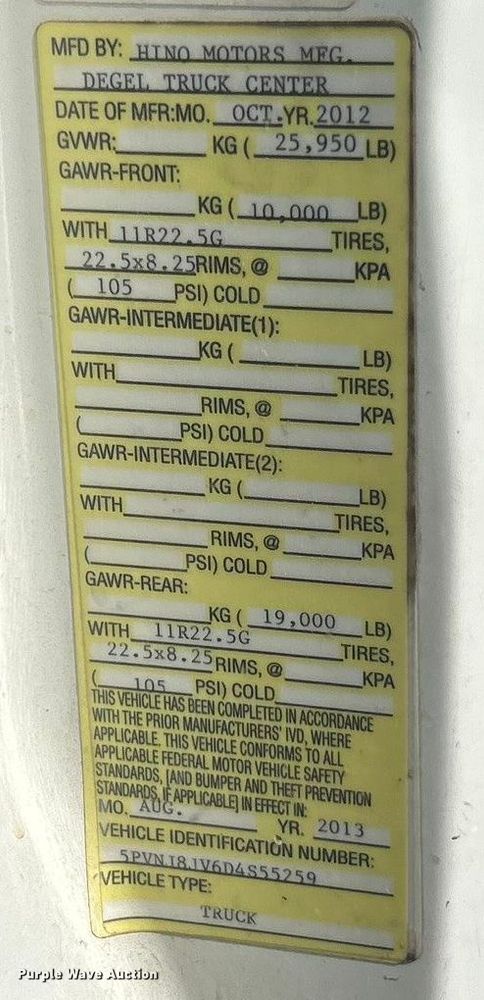 MFD BY: HINO MOTORS MFG.
DEGEL TRUCK CENTER
DATE OF MFR:MO. OCT. YR. 2012
GVWR: KG ( 25,950 LB)
GAWR-FRONT:
KG ( 10,000 LB)
WITH 11R22.5G TIRES,
22.5x8.25 RIMS, @ KPA
( 105 PSI) COLD
GAWR-INTERMEDIATE(1):
KG ( LB)
WITH TIRES,
RIMS, @ KPA
( PSI) COLD
GAWR-INTERMEDIATE(2):
KG ( LB)
WITH TIRES,
RIMS, @ KPA
( PSI) COLD
GAWR-REAR:
KG ( 19,000 LB)
WITH 11R22.5G TIRES,
22.5x8.25 RIMS, @ KPA
( 105 PSI) COLD
THIS VEHICLE HAS BEEN COMPLETED IN ACCORDANCE
WITH THE PRIOR MANUFACTURERS' IVD, WHERE
APPLICABLE. THIS VEHICLE CONFORMS TO ALL
APPLICABLE FEDERAL MOTOR VEHICLE SAFETY
STANDARDS, [AND BUMPER AND THEFT PREVENTION
STANDARDS, IF APPLICABLE] IN EFFECT IN:
MO. AUG. YR. 2013
VEHICLE IDENTIFICATION NUMBER:
5PVNJ8JV6D4S55259
VEHICLE TYPE:
TRUCK
Purple Wave Auction